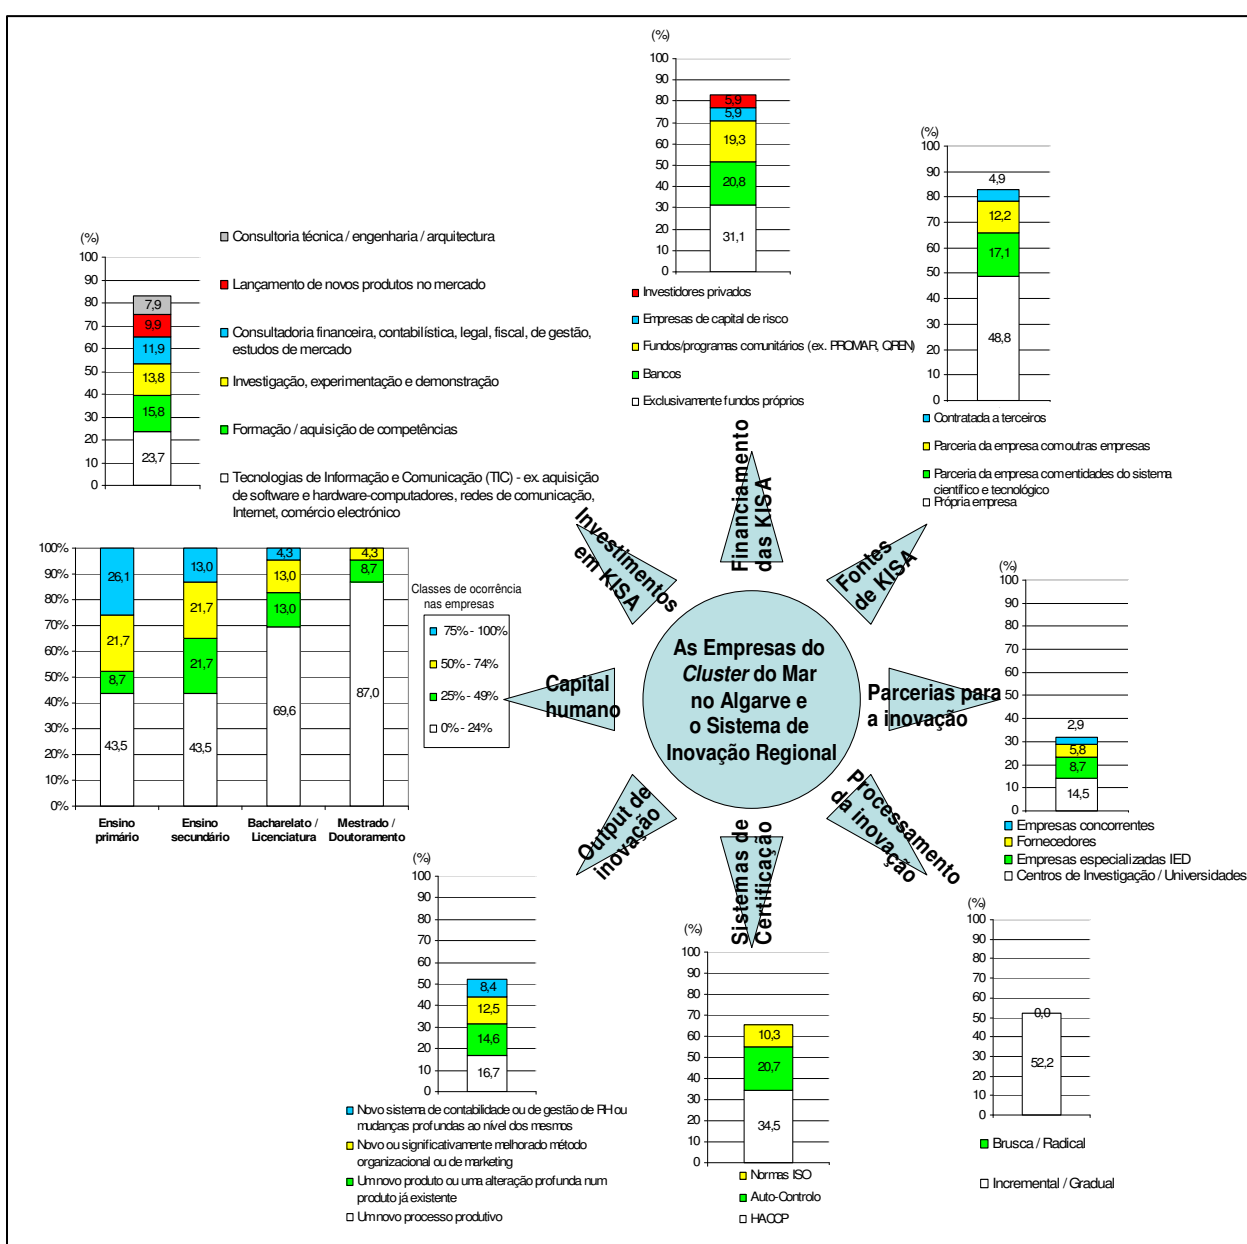 (%)
100
90
80
70
60
50
40
30
20
10
0
5,9
5,9
19,3
20,8
31,1
Investidores privados
Empresas de capital de risco
Fundos/programas comunitários (ex. PROMAR, QREN)
Bancos
Exclusivamente fundos próprios
(%)
100
90
80
70
60
50
40
30
20
10
0
4,9
12,2
17,1
48,8
Contratada a terceiros
Parceria da empresa com outras empresas
Parceria da empresa com entidades do sistema
científico e tecnológico
Própria empresa
(%)
100
90
80
70
60
50
40
30
20
10
0
7,9
9,9
11,9
13,8
15,8
23,7
Consultoria técnica / engenharia / arquitectura
Lançamento de novos produtos no mercado
Consultadoria financeira, contabilística, legal, fiscal, de gestão,
estudos de mercado
Investigação, experimentação e demonstração
Formação / aquisição de competências
Tecnologias de Informação e Comunicação (TIC) - ex. aquisição
de software e hardware-computadores, redes de comunicação,
Internet, comércio electrónico
Investimentos
em KISA
Financiamento
das KISA
Fontes
de KISA
100%
90%
80%
70%
60%
50%
40%
30%
20%
10%
0%
26,1
21,7
8,7
43,5
13,0
21,7
21,7
43,5
4,3
13,0
13,0
69,6
4,3
8,7
87,0
Ensino
primário
Ensino
secundário
Bacharelato /
Licenciatura
Mestrado /
Doutoramento
Classes de ocorrência
nas empresas
75% - 100%
50% - 74%
25% - 49%
0% - 24%
Capital
humano
As Empresas do
Cluster do Mar
no Algarve e
o Sistema de
Inovação Regional
Parcerias para
a inovação
(%)
100
90
80
70
60
50
40
30
20
10
0
2,9
5,8
8,7
14,5
Empresas concorrentes
Fornecedores
Empresas especializadas IED
Centros de Investigação / Universidades
Output de
inovação
Sistemas de
Certificação
Processamento
da inovação
(%)
100
90
80
70
60
50
40
30
20
10
0
8,4
12,5
14,6
16,7
Novo sistema de contabilidade ou de gestão de RH ou
mudanças profundas ao nível dos mesmos
Novo ou significativamente melhorado método
organizacional ou de marketing
Um novo produto ou uma alteração profunda num
produto já existente
Um novo processo produtivo
(%)
100
90
80
70
60
50
40
30
20
10
0
10,3
20,7
34,5
Normas ISO
Auto-Controlo
HACCP
(%)
100
90
80
70
60
50
40
30
20
10
0
0,0
52,2
Brusca / Radical
Incremental / Gradual